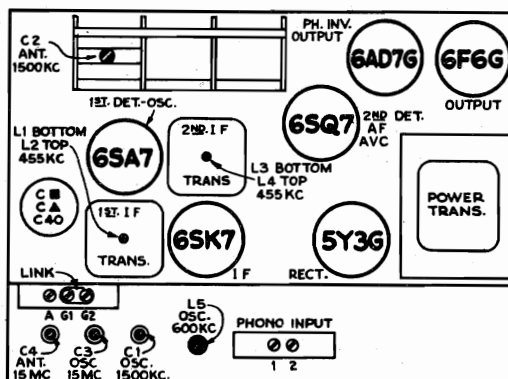 C2
ANT.
1500KC
PH. INV.
OUTPUT
6AD7G
6F6G
OUTPUT
1ST. DET.-OSC.
6SQ7
2ND DET.
AF
AVC
L1 BOTTOM
L2 TOP
455KC
6SA7
2ND. I F
TRANS
L3 BOTTOM
L4 TOP
455KC
POWER
TRANS.
C ■
C ▲
C40
1ST. I F
TRANS.
6SK7
I F
5Y3G
RECT.
LINK
A G1 G2
L5
OSC.
600KC
PHONO INPUT
1 2
C4
ANT.
15MC
C3
OSC
15MC
C1
OSC.
1500KC.